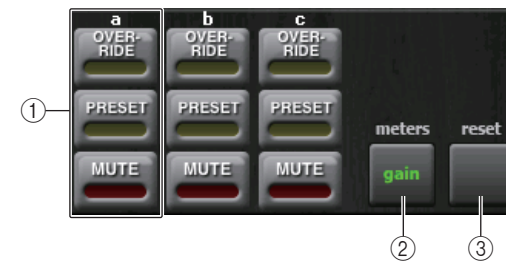 a b c
OVER-
RIDE OVER-
RIDE OVER-
RIDE
① PRESET PRESET PRESET
meters reset
MUTE MUTE MUTE
gain
② ③